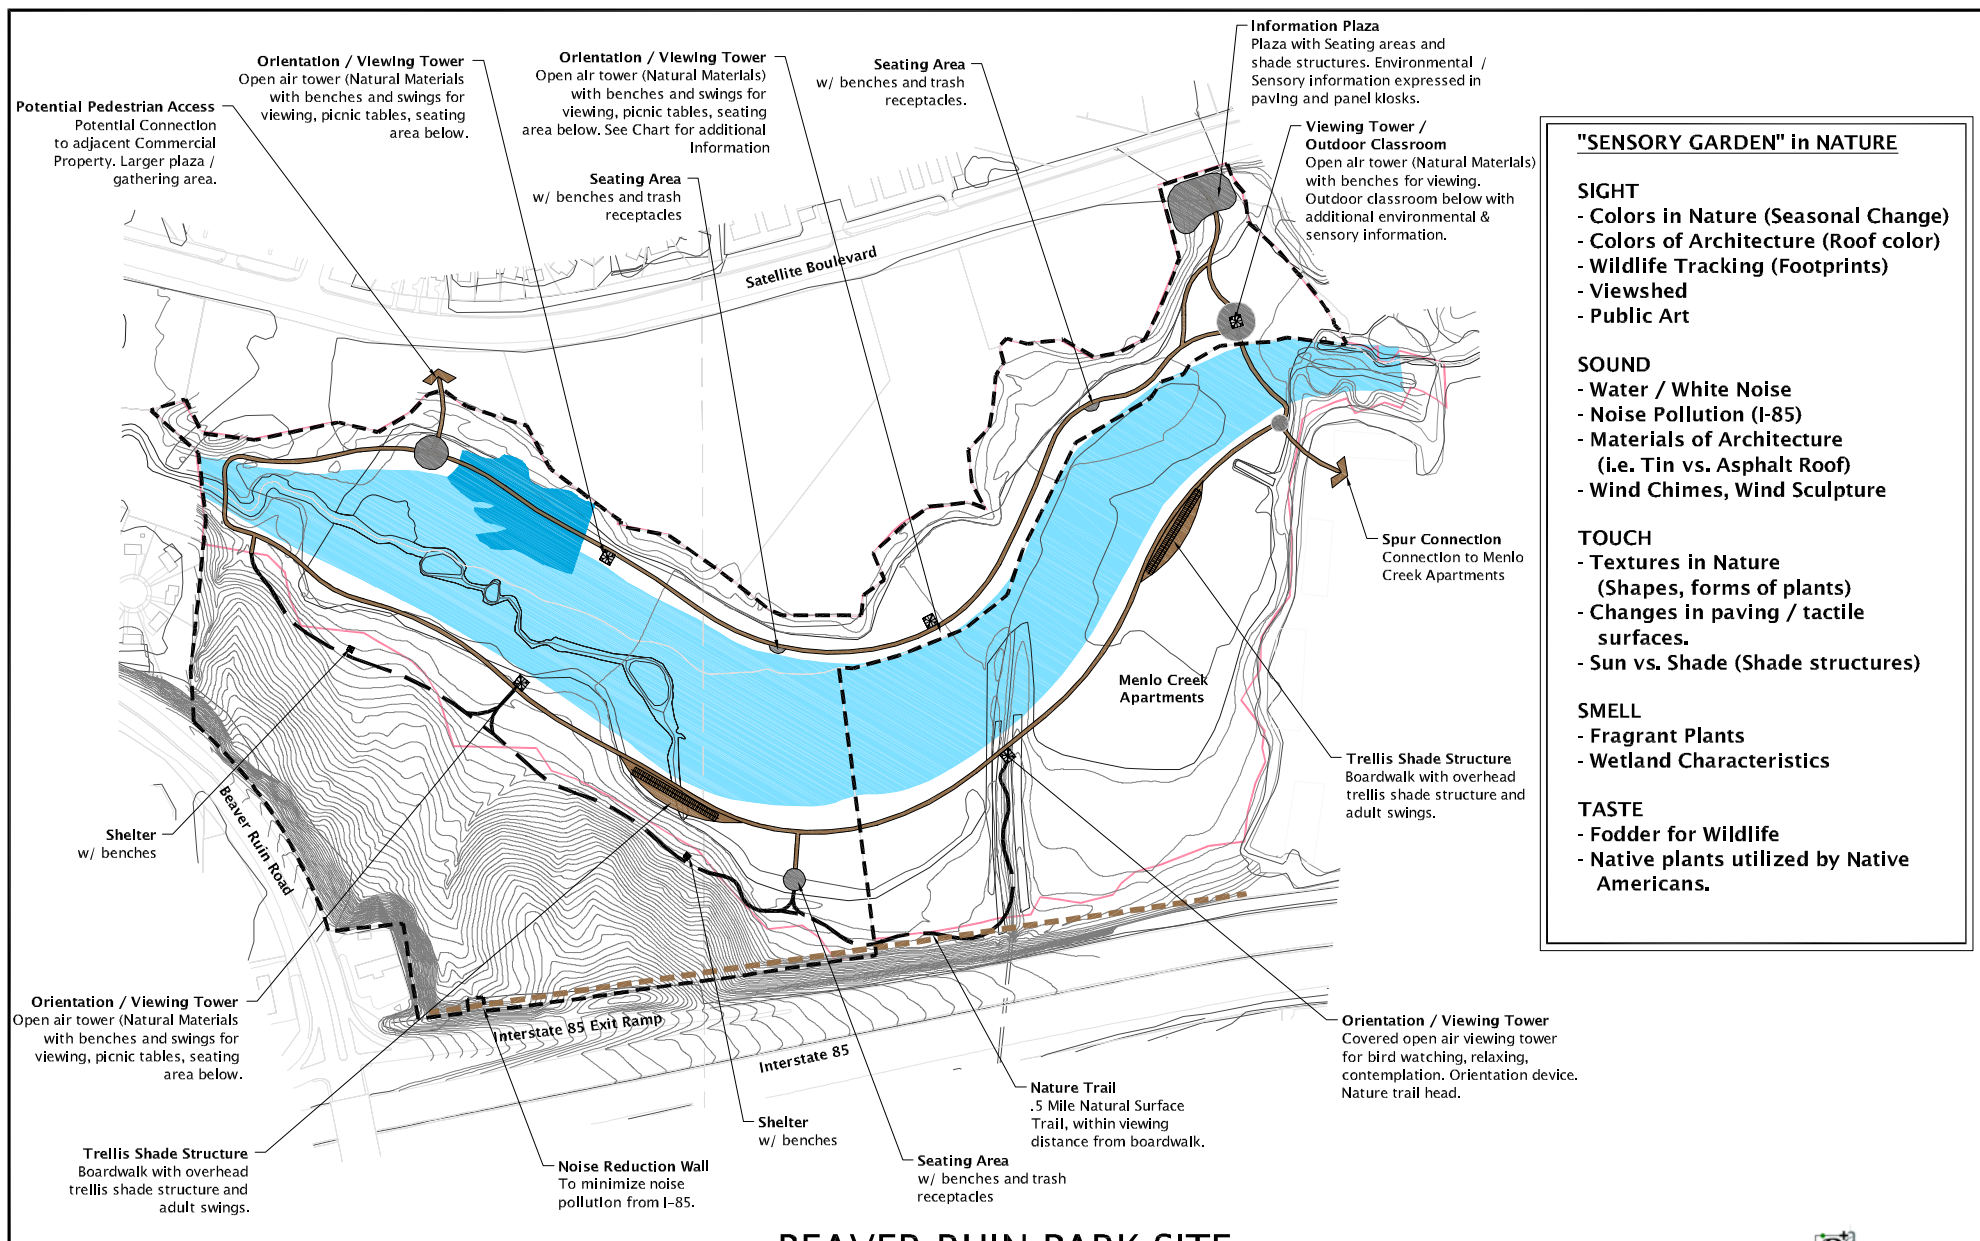 Information Plaza
Plaza with Seating areas and
shade structures. Environmental /
Sensory information expressed in
paving and panel kiosks.
Orientation / Viewing Tower
Open air tower (Natural Materials
with benches and swings for
viewing, picnic tables, seating
area below.
Orientation / Viewing Tower
Open air tower (Natural Materials)
with benches and swings for
viewing, picnic tables, seating
area below. See Chart for additional
Information
Seating Area
w/ benches and trash
receptacles.
Potential Pedestrian Access
Potential Connection
to adjacent Commercial
Property. Larger plaza /
gathering area.
Seating Area
w/ benches and trash
receptacles
Viewing Tower /
Outdoor Classroom
Open air tower (Natural Materials)
with benches for viewing.
Outdoor classroom below with
additional environmental &
sensory information.
Satellite Boulevard
"SENSORY GARDEN" in NATURE
SIGHT
- Colors in Nature (Seasonal Change)
- Colors of Architecture (Roof color)
- Wildlife Tracking (Footprints)
- Viewshed
- Public Art
SOUND
- Water / White Noise
- Noise Pollution (I-85)
- Materials of Architecture
(i.e. Tin vs. Asphalt Roof)
- Wind Chimes, Wind Sculpture
TOUCH
- Textures in Nature
(Shapes, forms of plants)
- Changes in paving / tactile
surfaces.
- Sun vs. Shade (Shade structures)
SMELL
- Fragrant Plants
- Wetland Characteristics
TASTE
- Fodder for Wildlife
- Native plants utilized by Native
Americans.
Spur Connection
Connection to Menlo
Creek Apartments
Menlo Creek
Apartments
Trellis Shade Structure
Boardwalk with overhead
trellis shade structure and
adult swings.
Beaver Ruin Road
Shelter
w/ benches
Orientation / Viewing Tower
Open air tower (Natural Materials
with benches and swings for
viewing, picnic tables, seating
area below.
Interstate 85 Exit Ramp
Interstate 85
Orientation / Viewing Tower
Covered open air viewing tower
for bird watching, relaxing,
contemplation. Orientation device.
Nature trail head.
Nature Trail
.5 Mile Natural Surface
Trail, within viewing
distance from boardwalk.
Shelter
w/ benches
Trellis Shade Structure
Boardwalk with overhead
trellis shade structure and
adult swings.
Noise Reduction Wall
To minimize noise
pollution from I-85.
Seating Area
w/ benches and trash
receptacles
BEAVER RUIN PARK SITE